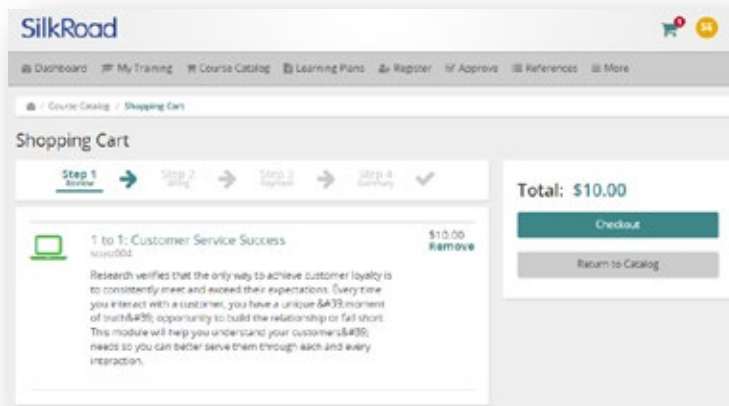 SilkRoad
Dashboard My Training Course Catalog Learning Plans Register Approve References More
/ Course Catalog / Shopping Cart
Shopping Cart
Step 1 Step 2 Step 3 Step 4
Review Billing Payment Summary
Total: $10.00
Checkout
Return to Catalog
1 to 1: Customer Service Success
$10.00
Remove
Research verifies that the only way to achieve customer loyalty is
to consistently meet and exceed their expectations. Every time
you interact with a customer, you have a unique &#39;moment
of truth&#39; opportunity to build the relationship or fall short.
This module will help you understand your customers&#39;
needs so you can better serve them through each and every
interaction.